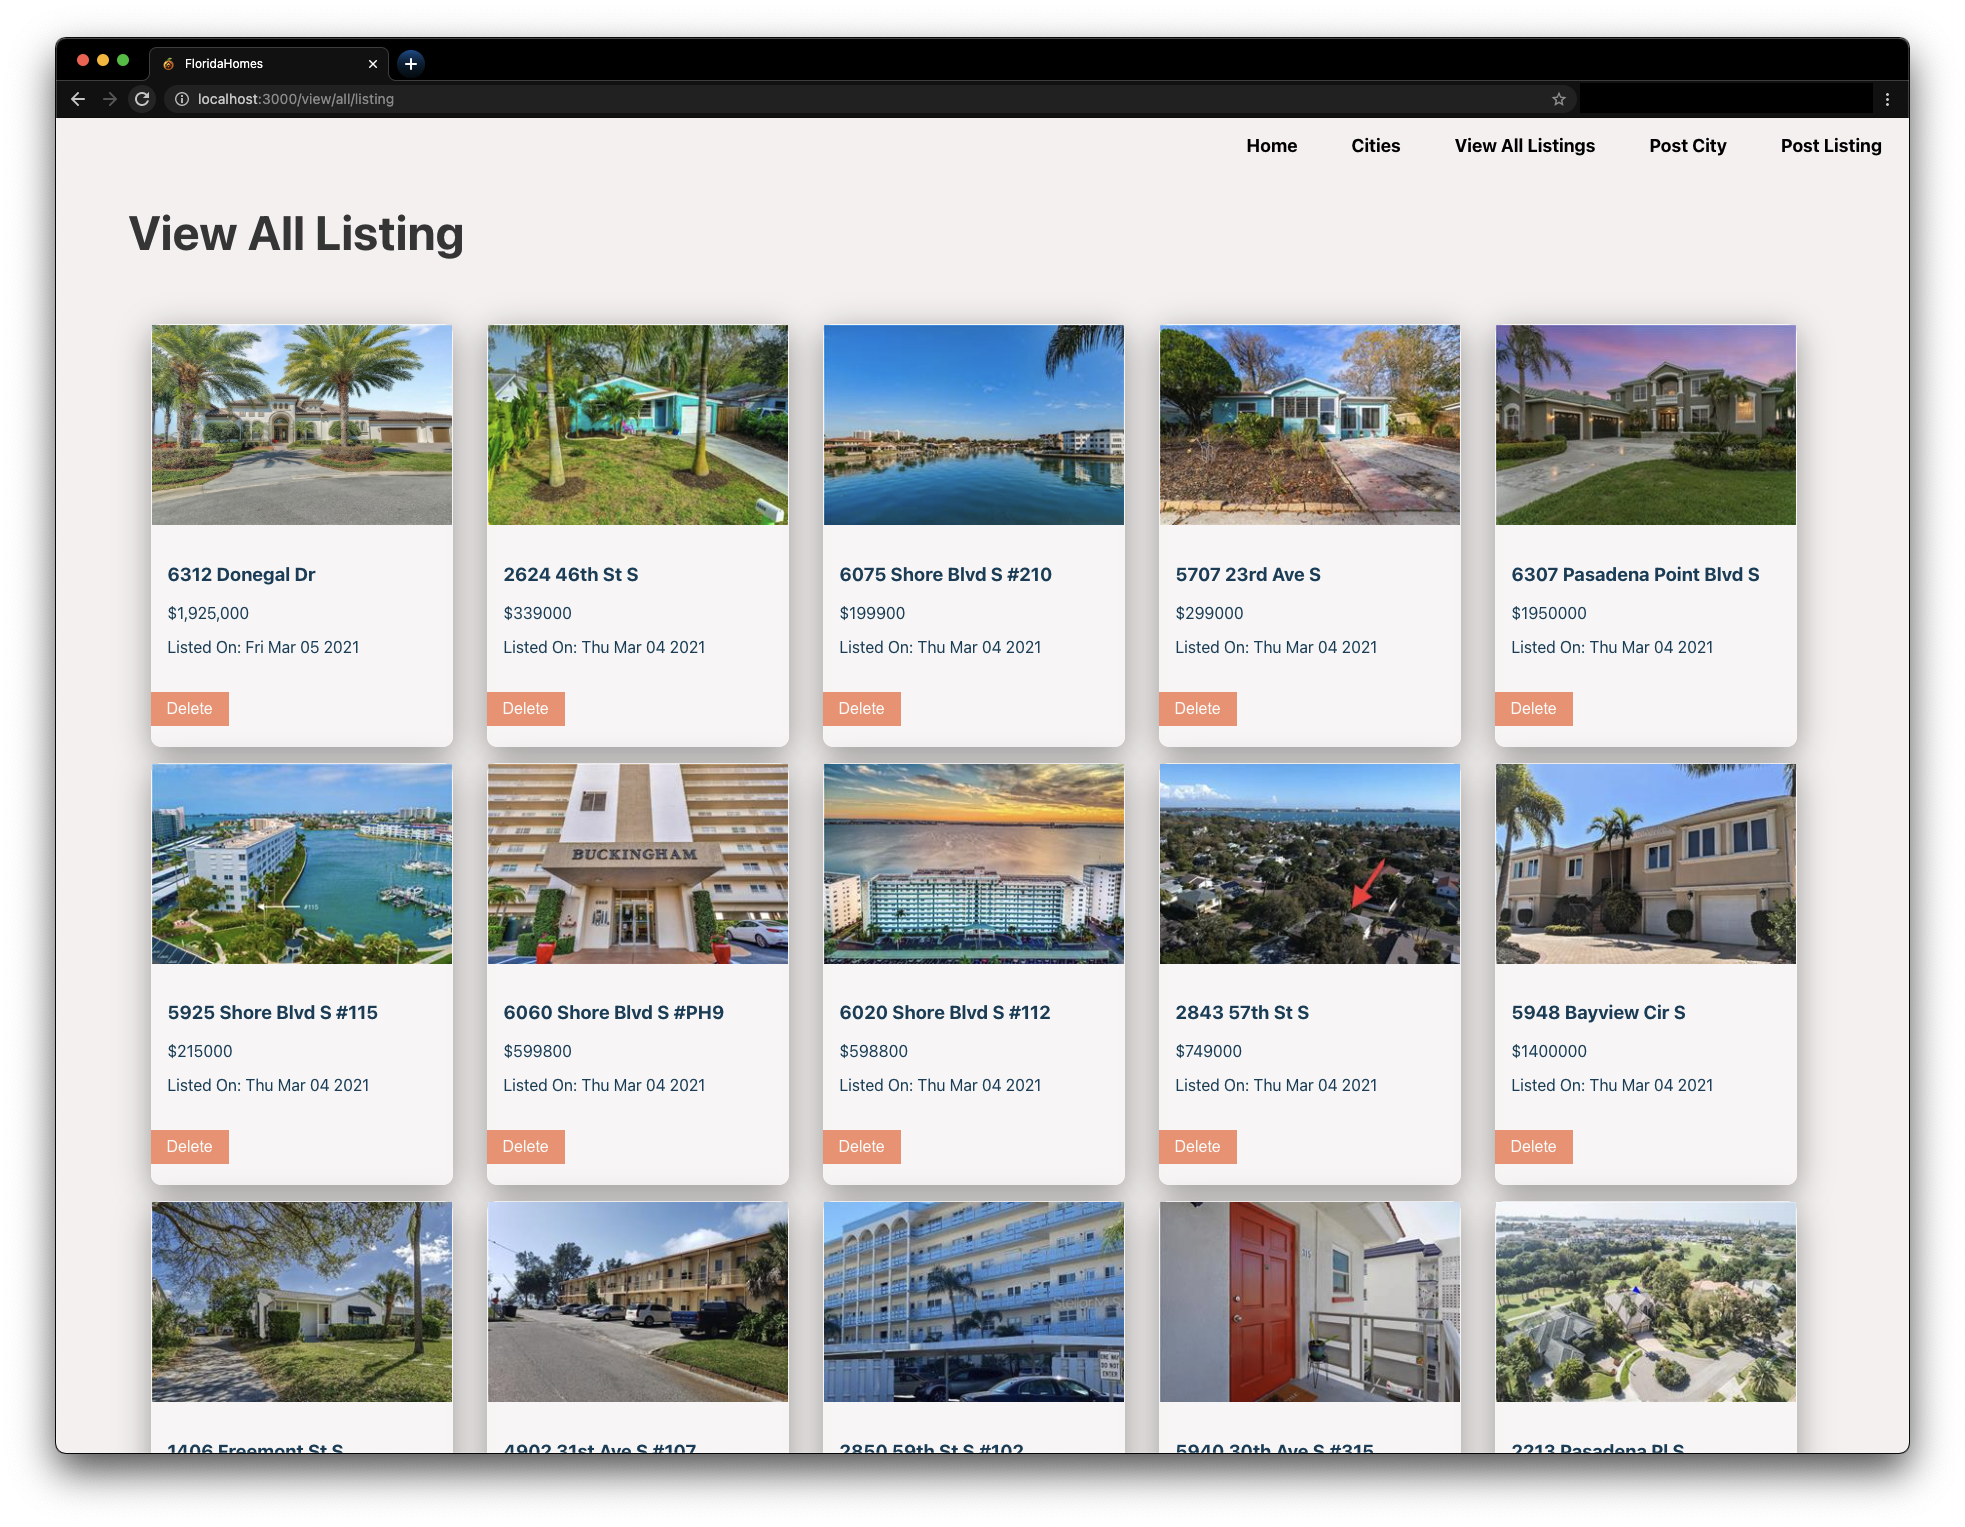 FloridaHomes
localhost:3000/view/all/listing
Home Cities View All Listings Post City Post Listing
View All Listing
6312 Donegal Dr
$1,925,000
Listed On: Fri Mar 05 2021
Delete
2624 46th St S
$339000
Listed On: Thu Mar 04 2021
Delete
6075 Shore Blvd S #210
$199900
Listed On: Thu Mar 04 2021
Delete
5707 23rd Ave S
$299000
Listed On: Thu Mar 04 2021
Delete
6307 Pasadena Point Blvd S
$1950000
Listed On: Thu Mar 04 2021
Delete
#115
5925 Shore Blvd S #115
$215000
Listed On: Thu Mar 04 2021
Delete
BUCKINGHAM
6060 Shore Blvd S #PH9
$599800
Listed On: Thu Mar 04 2021
Delete
6020 Shore Blvd S #112
$598800
Listed On: Thu Mar 04 2021
Delete
2843 57th St S
$749000
Listed On: Thu Mar 04 2021
Delete
5948 Bayview Cir S
$1400000
Listed On: Thu Mar 04 2021
Delete
1406 Freemont St S
4902 31st Ave S #107
DO NOT
ENTER
2850 59th St S #102
315
5940 30th Ave S #315
2213 Pasadena Pl S